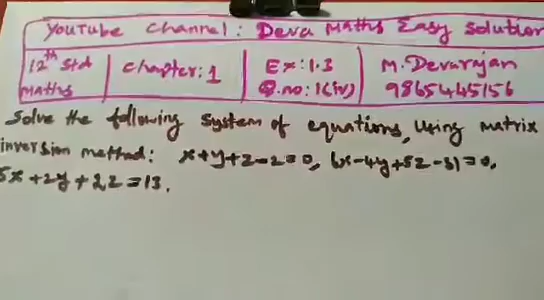 YouTube Channel: Deva Maths Easy Solution
12th Std Maths
Chapter: 1
Ex: 1.3
Q.no: 1(iv)
M. Devarajan
9865445156
Solve the following System of equations, Using matrix
inversion method: x+y+z-2=0, 6x-4y+5z-31=0,
5x+2y+2z=13.